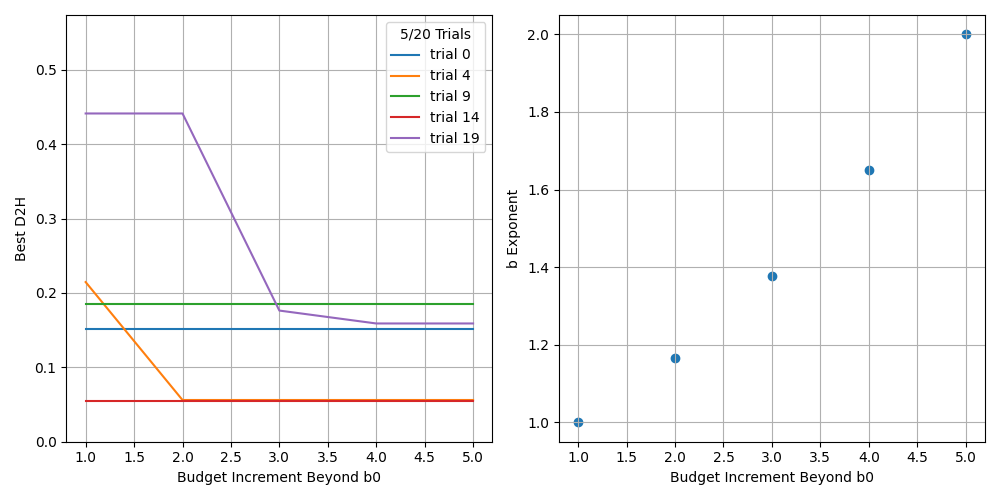 5/20 Trials
trial 0
trial 4
trial 9
trial 14
trial 19
0.5
0.4
0.3
0.2
0.1
0.0
Best D2H
1.0 1.5 2.0 2.5 3.0 3.5 4.0 4.5 5.0
Budget Increment Beyond b0
2.0
1.8
1.6
1.4
1.2
1.0
b Exponent
1.0 1.5 2.0 2.5 3.0 3.5 4.0 4.5 5.0
Budget Increment Beyond b0